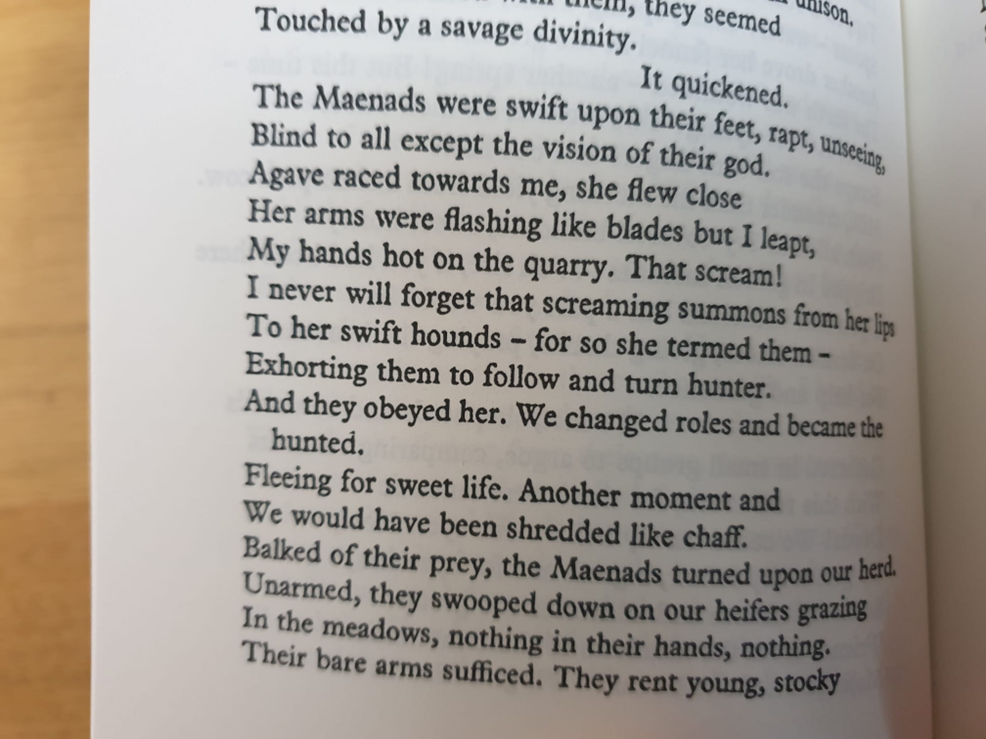 them, they seemed unison,
Touched by a savage divinity.
It quickened.
The Maenads were swift upon their feet, rapt, unseeing,
Blind to all except the vision of their god.
Agave raced towards me, she flew close
Her arms were flashing like blades but I leapt,
My hands hot on the quarry. That scream!
I never will forget that screaming summons from her lips
To her swift hounds – for so she termed them –
Exhorting them to follow and turn hunter.
And they obeyed her. We changed roles and became the
hunted.
Fleeing for sweet life. Another moment and
We would have been shredded like chaff.
Balked of their prey, the Maenads turned upon our herd.
Unarmed, they swooped down on our heifers grazing
In the meadows, nothing in their hands, nothing.
Their bare arms sufficed. They rent young, stocky